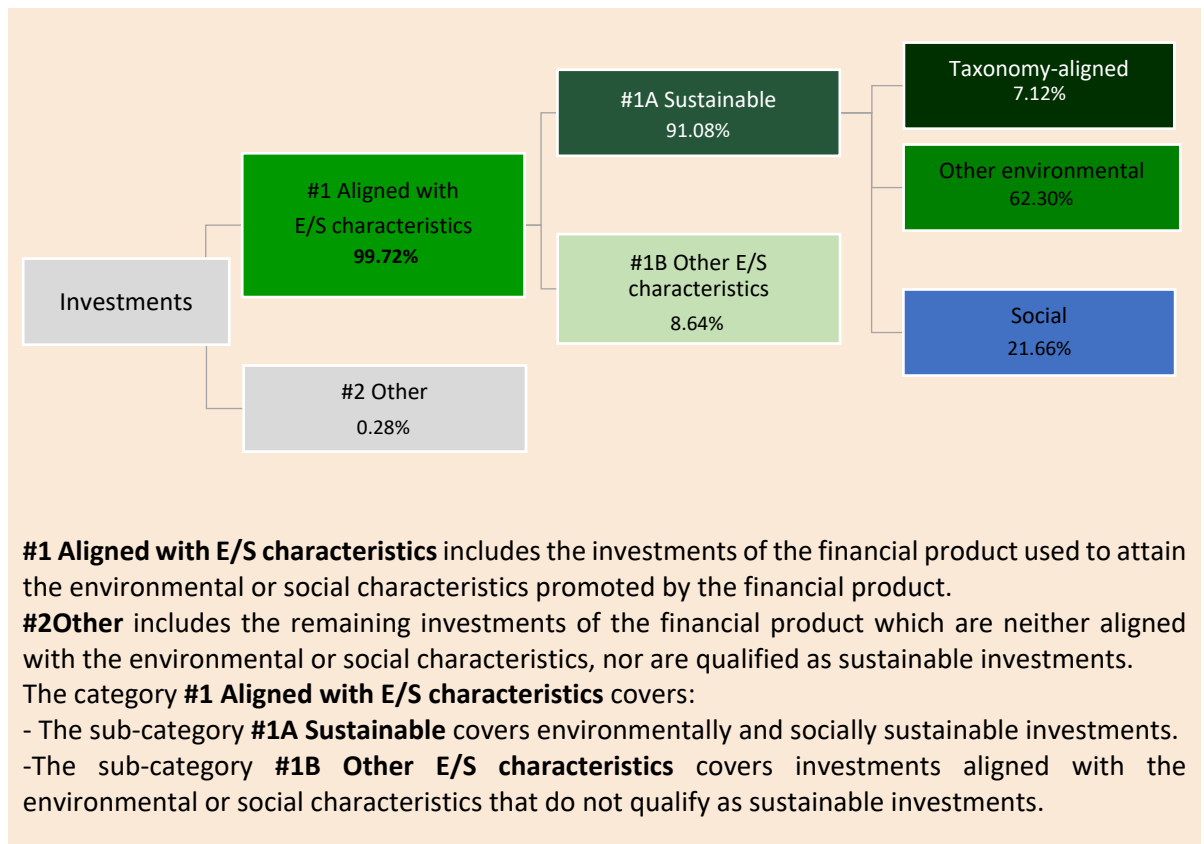 Investments
#1 Aligned with
E/S characteristics
99.72%
#2 Other
0.28%
#1A Sustainable
91.08%
#1B Other E/S
characteristics
8.64%
Taxonomy-aligned
7.12%
Other environmental
62.30%
Social
21.66%
#1 Aligned with E/S characteristics includes the investments of the financial product used to attain
the environmental or social characteristics promoted by the financial product.
#2Other includes the remaining investments of the financial product which are neither aligned
with the environmental or social characteristics, nor are qualified as sustainable investments.
The category #1 Aligned with E/S characteristics covers:
- The sub-category #1A Sustainable covers environmentally and socially sustainable investments.
-The sub-category #1B Other E/S characteristics covers investments aligned with the
environmental or social characteristics that do not qualify as sustainable investments.